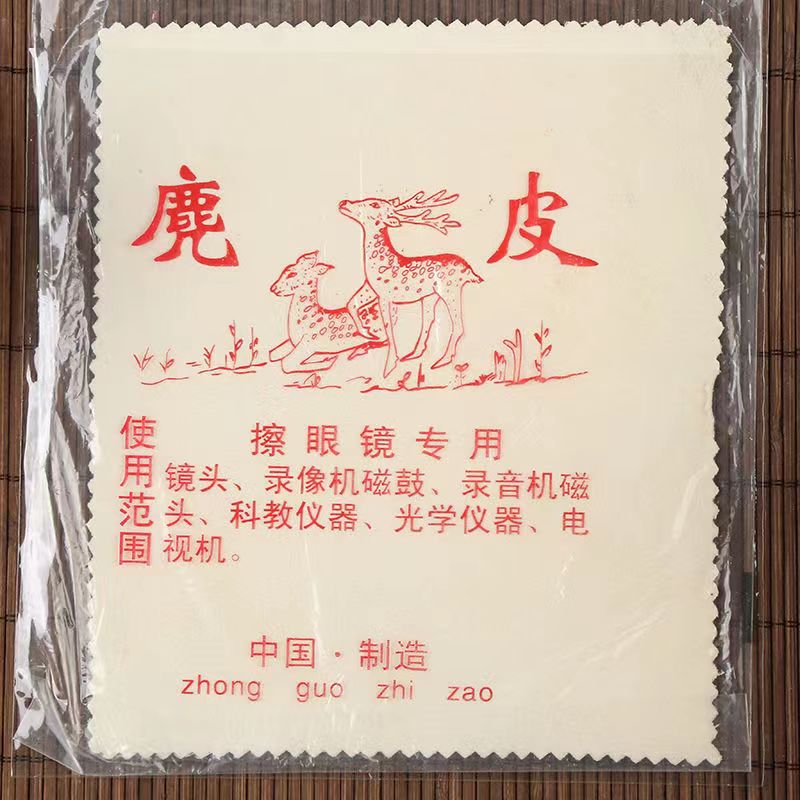 麂皮
使用范围
擦眼镜专用
镜头、录像机磁鼓、录音机磁
头、科教仪器、光学仪器、电
视机。
中国·制造
zhong guo zhi zao